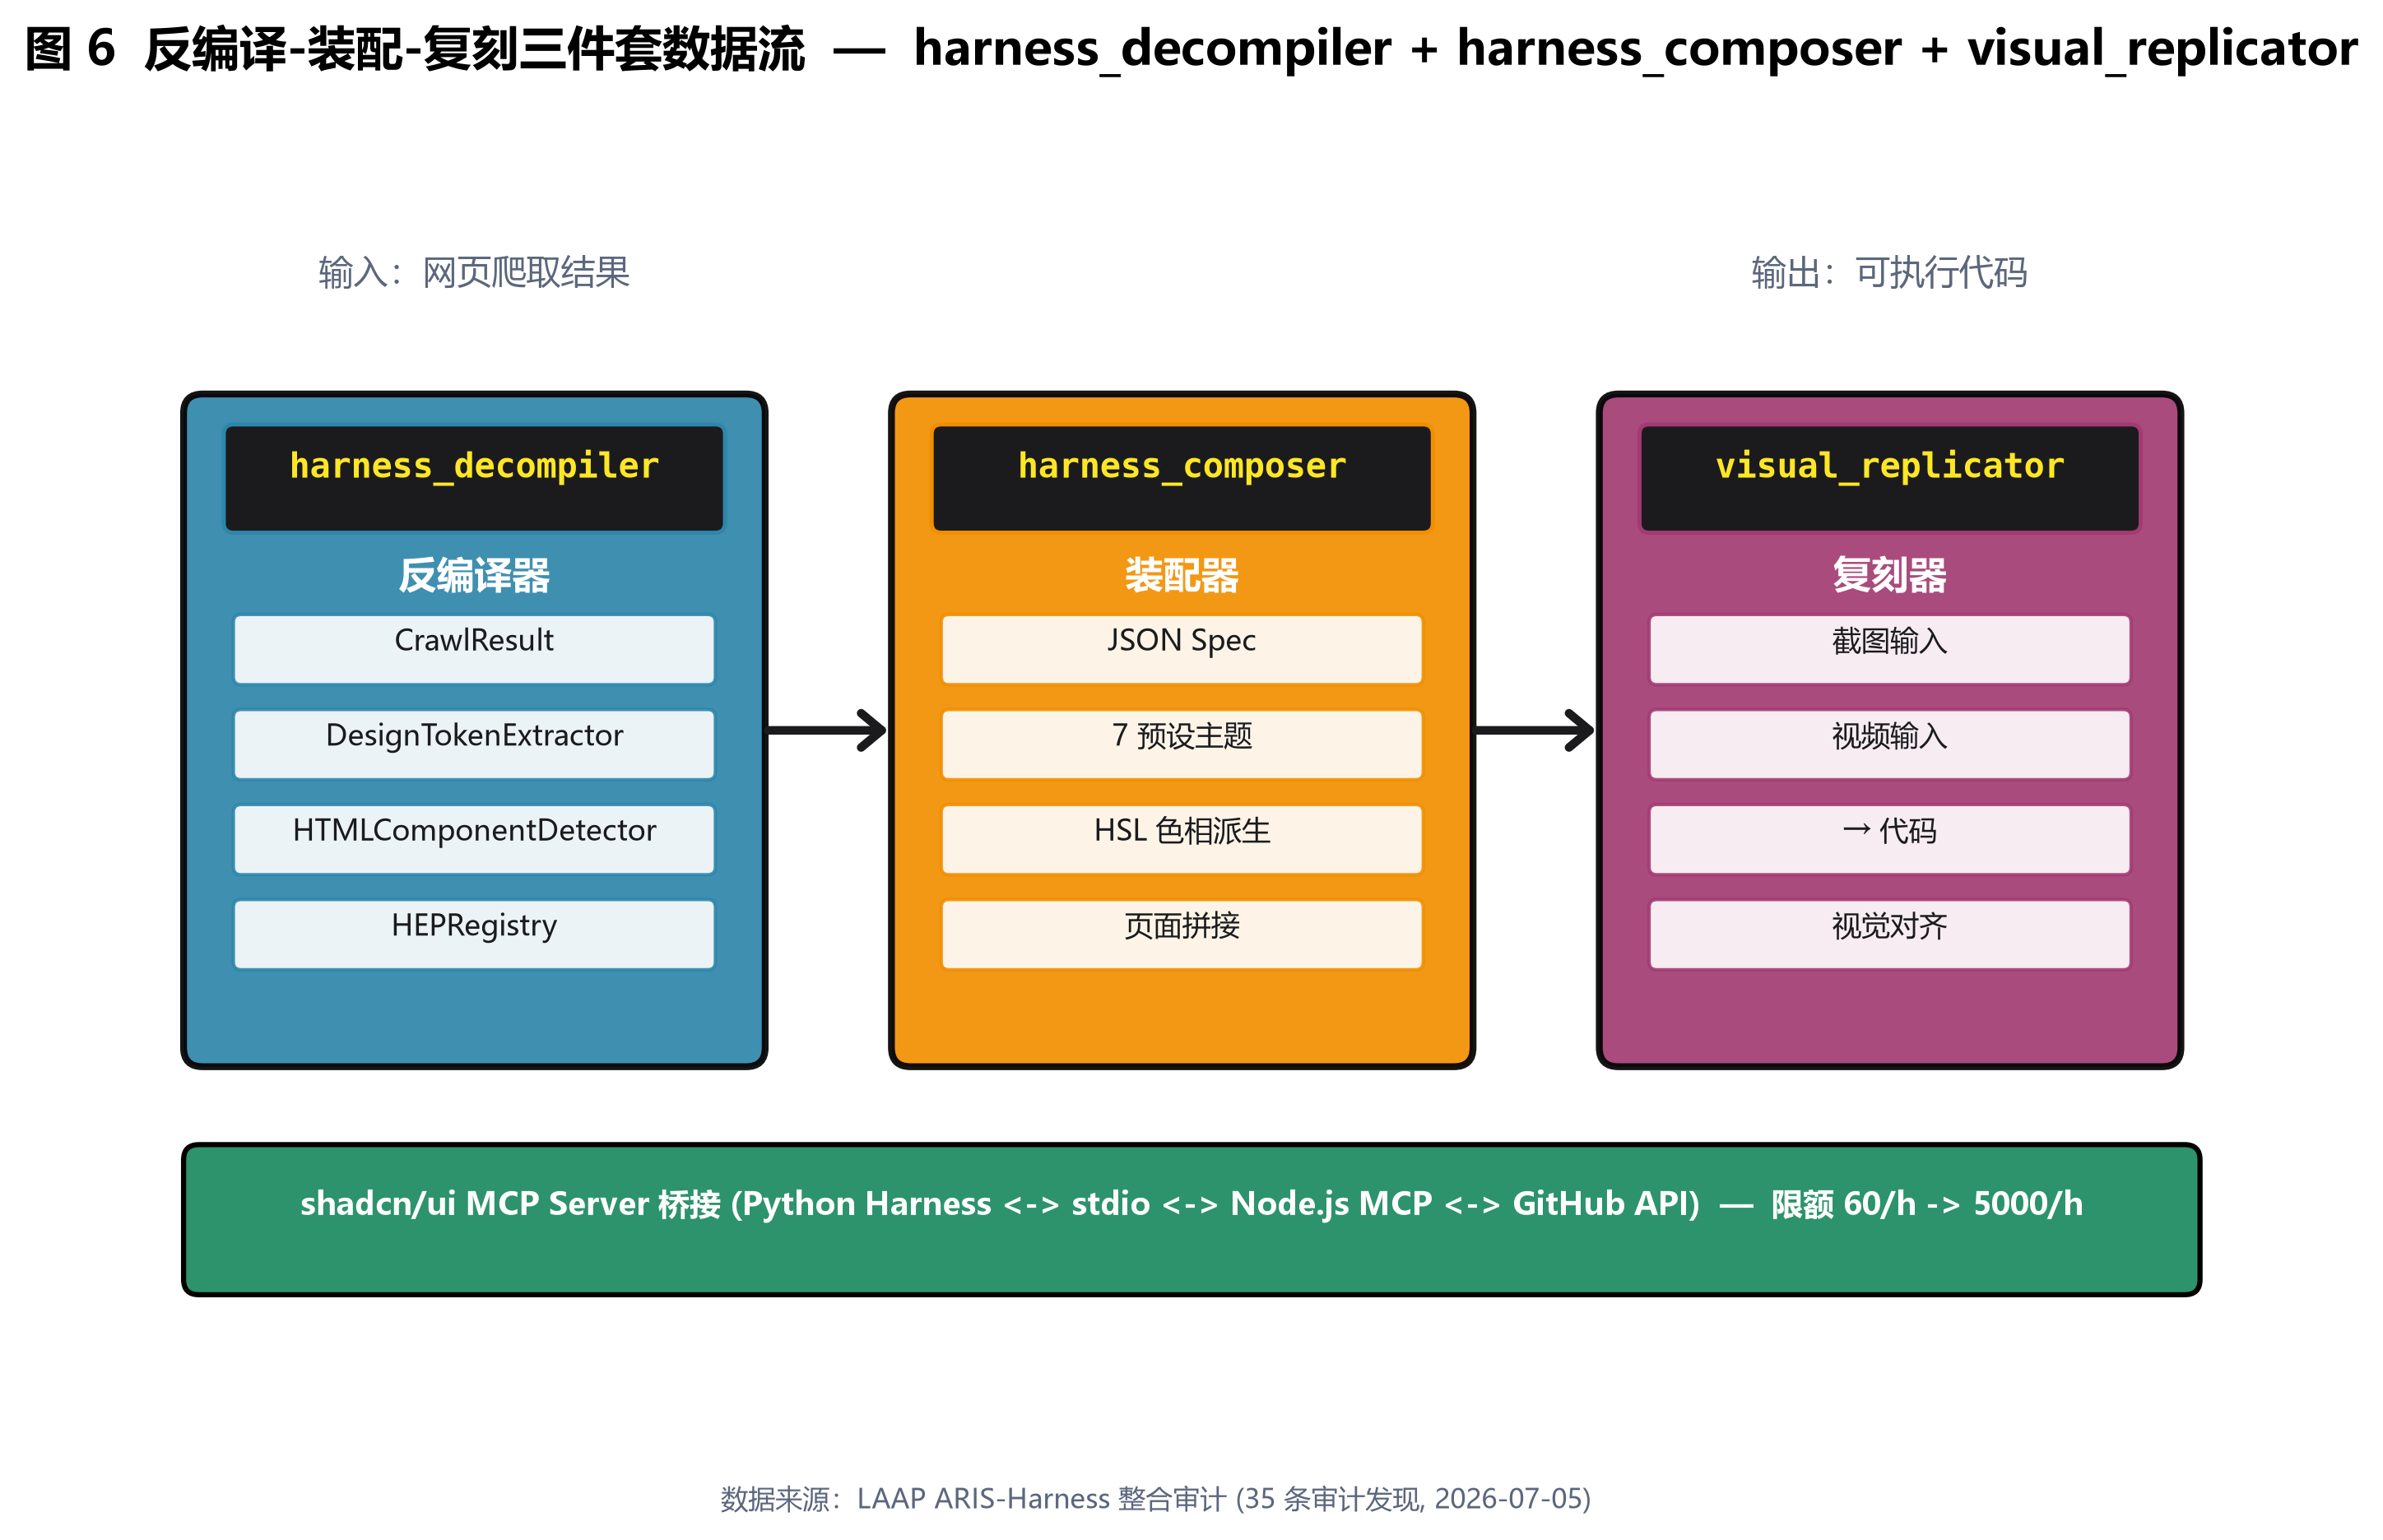 图 6  反编译-装配-复刻三件套数据流  —  harness_decompiler + harness_composer + visual_replicator
输入：网页爬取结果
输出：可执行代码
harness_decompiler
反编译器
CrawlResult
DesignTokenExtractor
HTMLComponentDetector
HEPRegistry
harness_composer
装配器
JSON Spec
7 预设主题
HSL 色相派生
页面拼接
visual_replicator
复刻器
截图输入
视频输入
→ 代码
视觉对齐
shadcn/ui MCP Server 桥接 (Python Harness <-> stdio <-> Node.js MCP <-> GitHub API)  —  限额 60/h -> 5000/h
数据来源：LAAP ARIS-Harness 整合审计 (35 条审计发现, 2026-07-05)